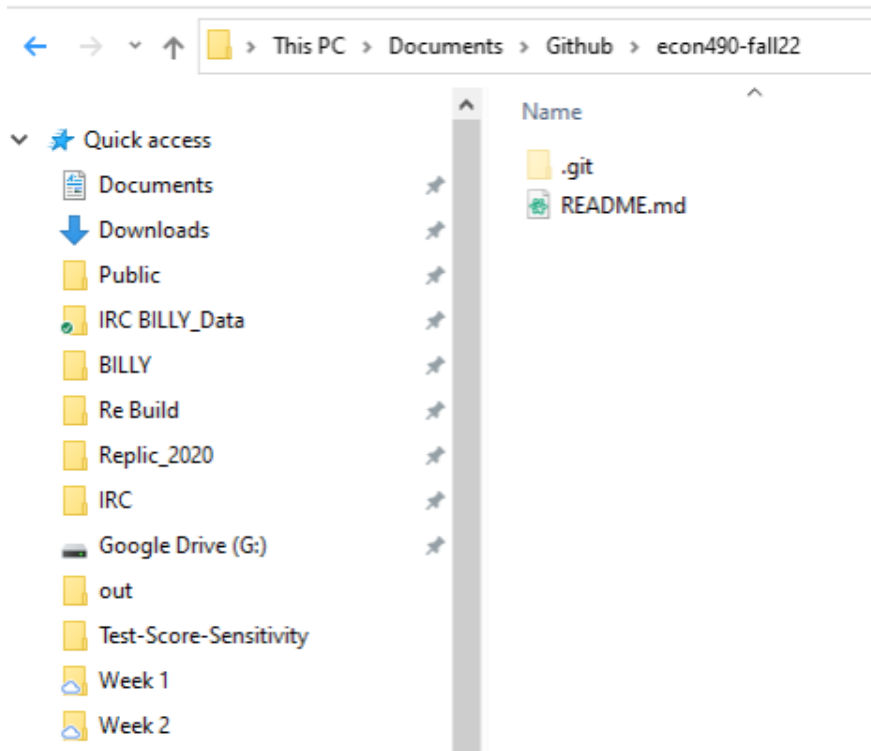 This PC > Documents > Github > econ490-fall22
Quick access
Documents
Downloads
Public
IRC BILLY_Data
BILLY
Re Build
Replic_2020
IRC
Google Drive (G:)
out
Test-Score-Sensitivity
Week 1
Week 2
Name
.git
README.md